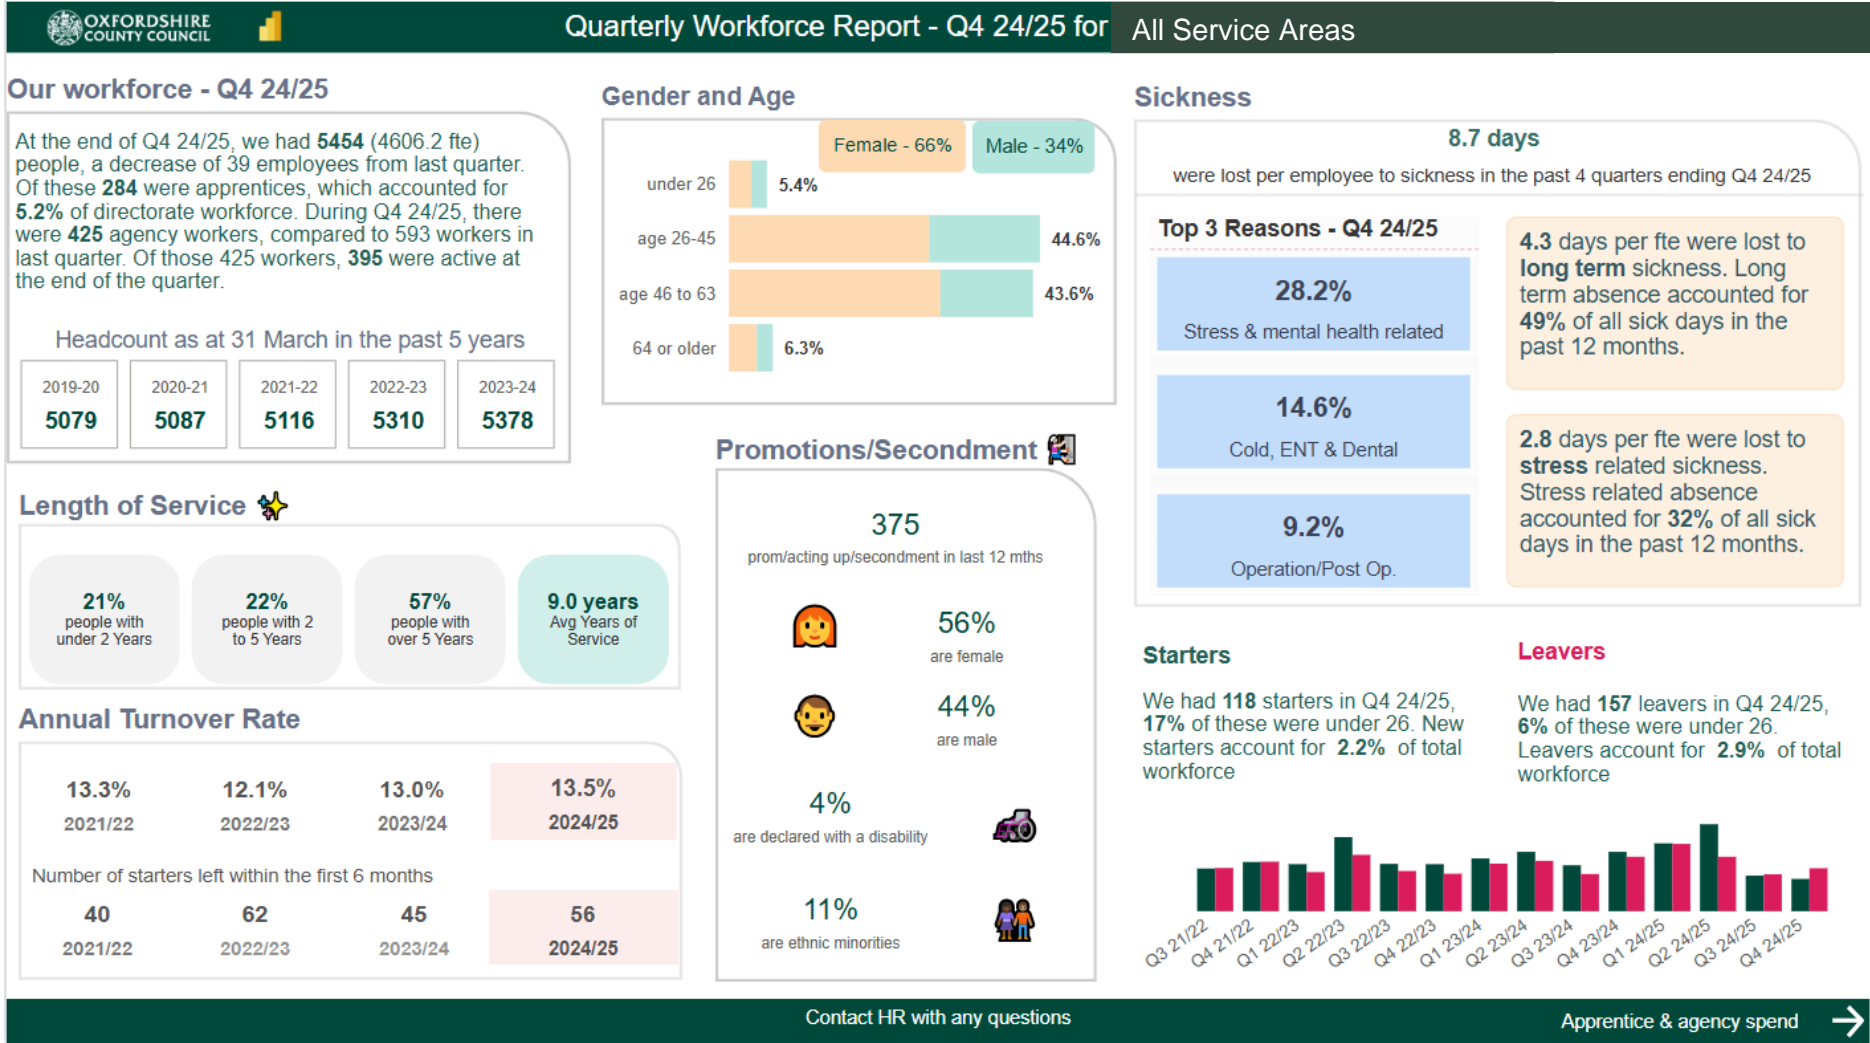 OXFORDSHIRE
COUNTY COUNCIL
Quarterly Workforce Report - Q4 24/25 for All Service Areas
Our workforce - Q4 24/25
At the end of Q4 24/25, we had 5454 (4606.2 fte)
people, a decrease of 39 employees from last quarter.
Of these 284 were apprentices, which accounted for
5.2% of directorate workforce. During Q4 24/25, there
were 425 agency workers, compared to 593 workers in
last quarter. Of those 425 workers, 395 were active at
the end of the quarter.
Headcount as at 31 March in the past 5 years
2019-20 2020-21 2021-22 2022-23 2023-24
5079 5087 5116 5310 5378
Length of Service
21% 22% 57% 9.0 years
people with people with 2 people with Avg Years of
under 2 Years to 5 Years over 5 Years Service
Annual Turnover Rate
13.3% 12.1% 13.0% 13.5%
2021/22 2022/23 2023/24 2024/25
Number of starters left within the first 6 months
40 62 45 56
2021/22 2022/23 2023/24 2024/25
Gender and Age
Female - 66% Male - 34%
under 26 5.4%
age 26-45 44.6%
age 46 to 63 43.6%
64 or older 6.3%
Promotions/Secondment
375
prom/acting up/secondment in last 12 mths
56%
are female
44%
are male
4%
are declared with a disability
11%
are ethnic minorities
Sickness
8.7 days
were lost per employee to sickness in the past 4 quarters ending Q4 24/25
Top 3 Reasons - Q4 24/25
28.2%
Stress & mental health related
14.6%
Cold, ENT & Dental
9.2%
Operation/Post Op.
4.3 days per fte were lost to
long term sickness. Long
term absence accounted for
49% of all sick days in the
past 12 months.
2.8 days per fte were lost to
stress related sickness.
Stress related absence
accounted for 32% of all sick
days in the past 12 months.
Starters
We had 118 starters in Q4 24/25,
17% of these were under 26. New
starters account for 2.2% of total
workforce
Leavers
We had 157 leavers in Q4 24/25,
6% of these were under 26.
Leavers account for 2.9% of total
workforce
Q3 21/22 Q4 21/22 Q1 22/23 Q2 22/23 Q3 22/23 Q4 22/23 Q1 23/24 Q2 23/24 Q3 23/24 Q4 23/24 Q1 24/25 Q2 24/25 Q3 24/25 Q4 24/25
Contact HR with any questions
Apprentice & agency spend